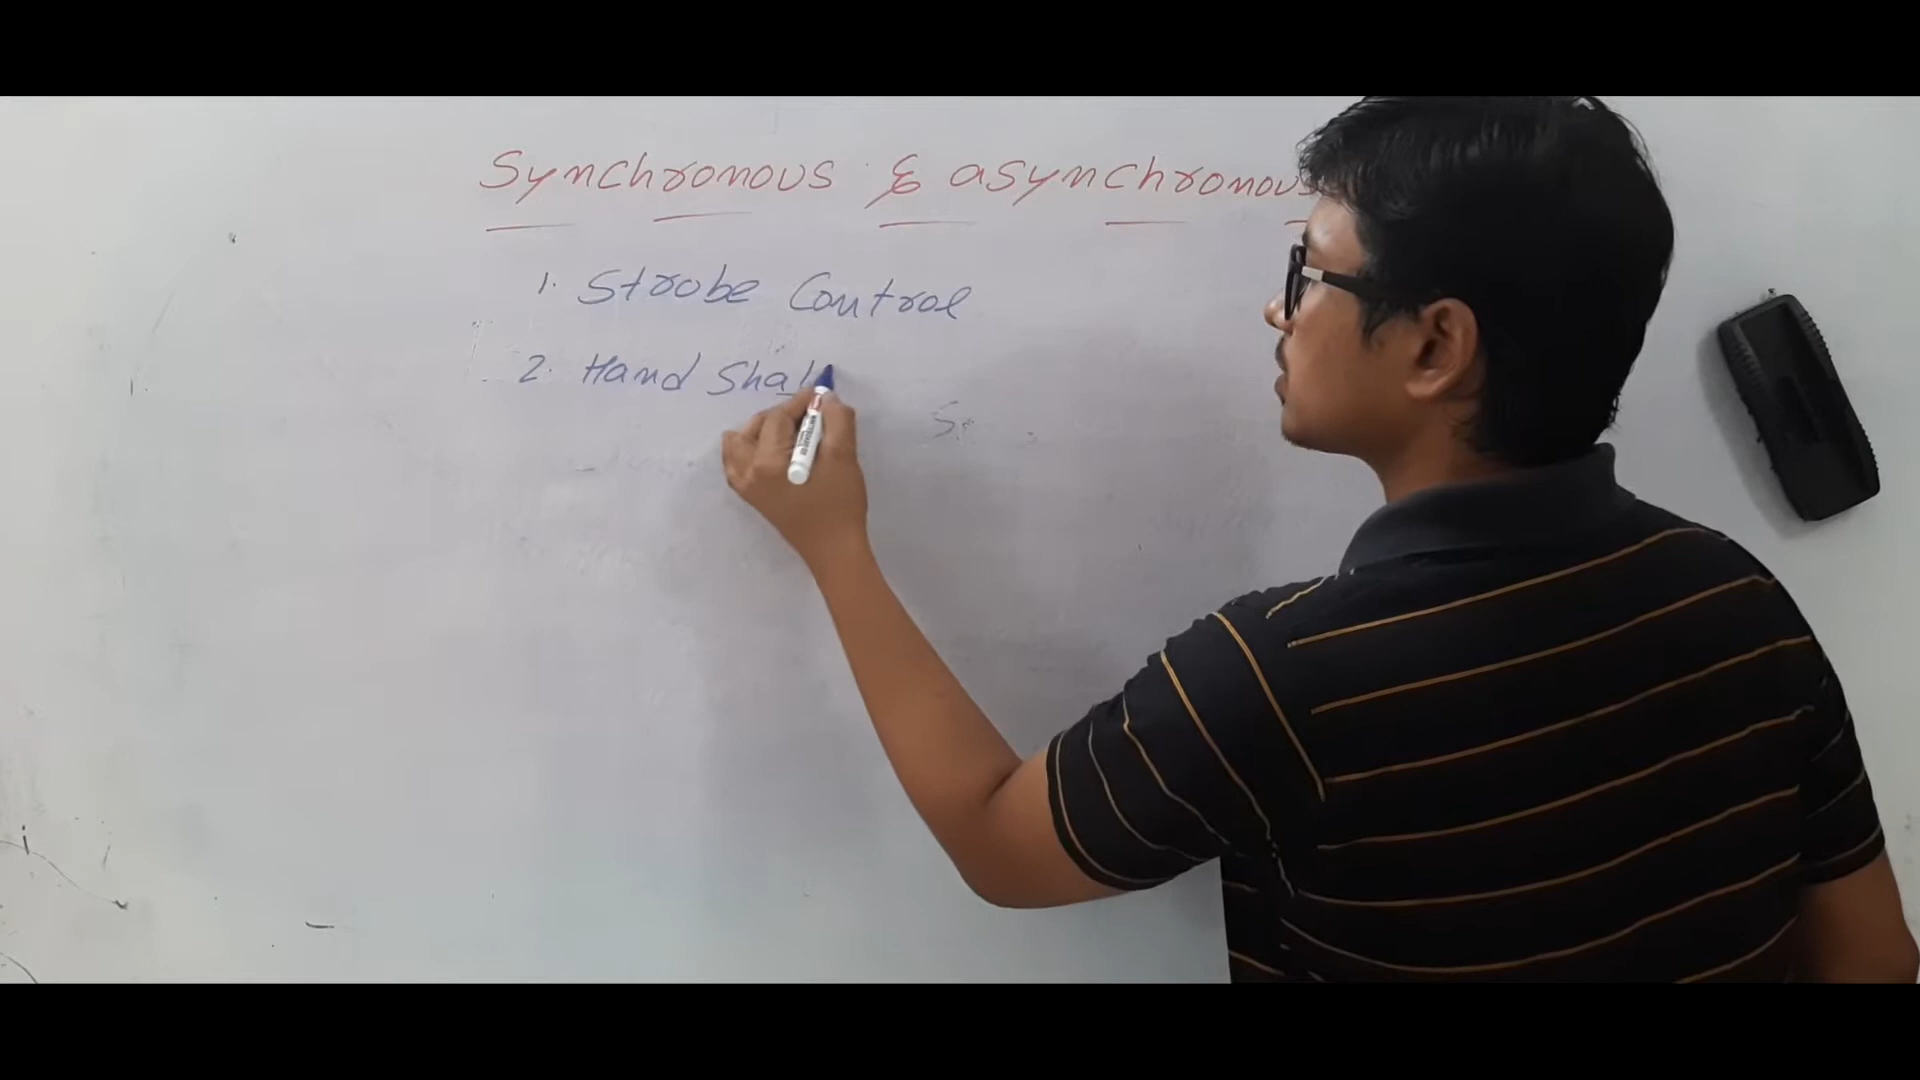 Synchronous & asynchronous
1. Strobe Control
2. Hand Shak